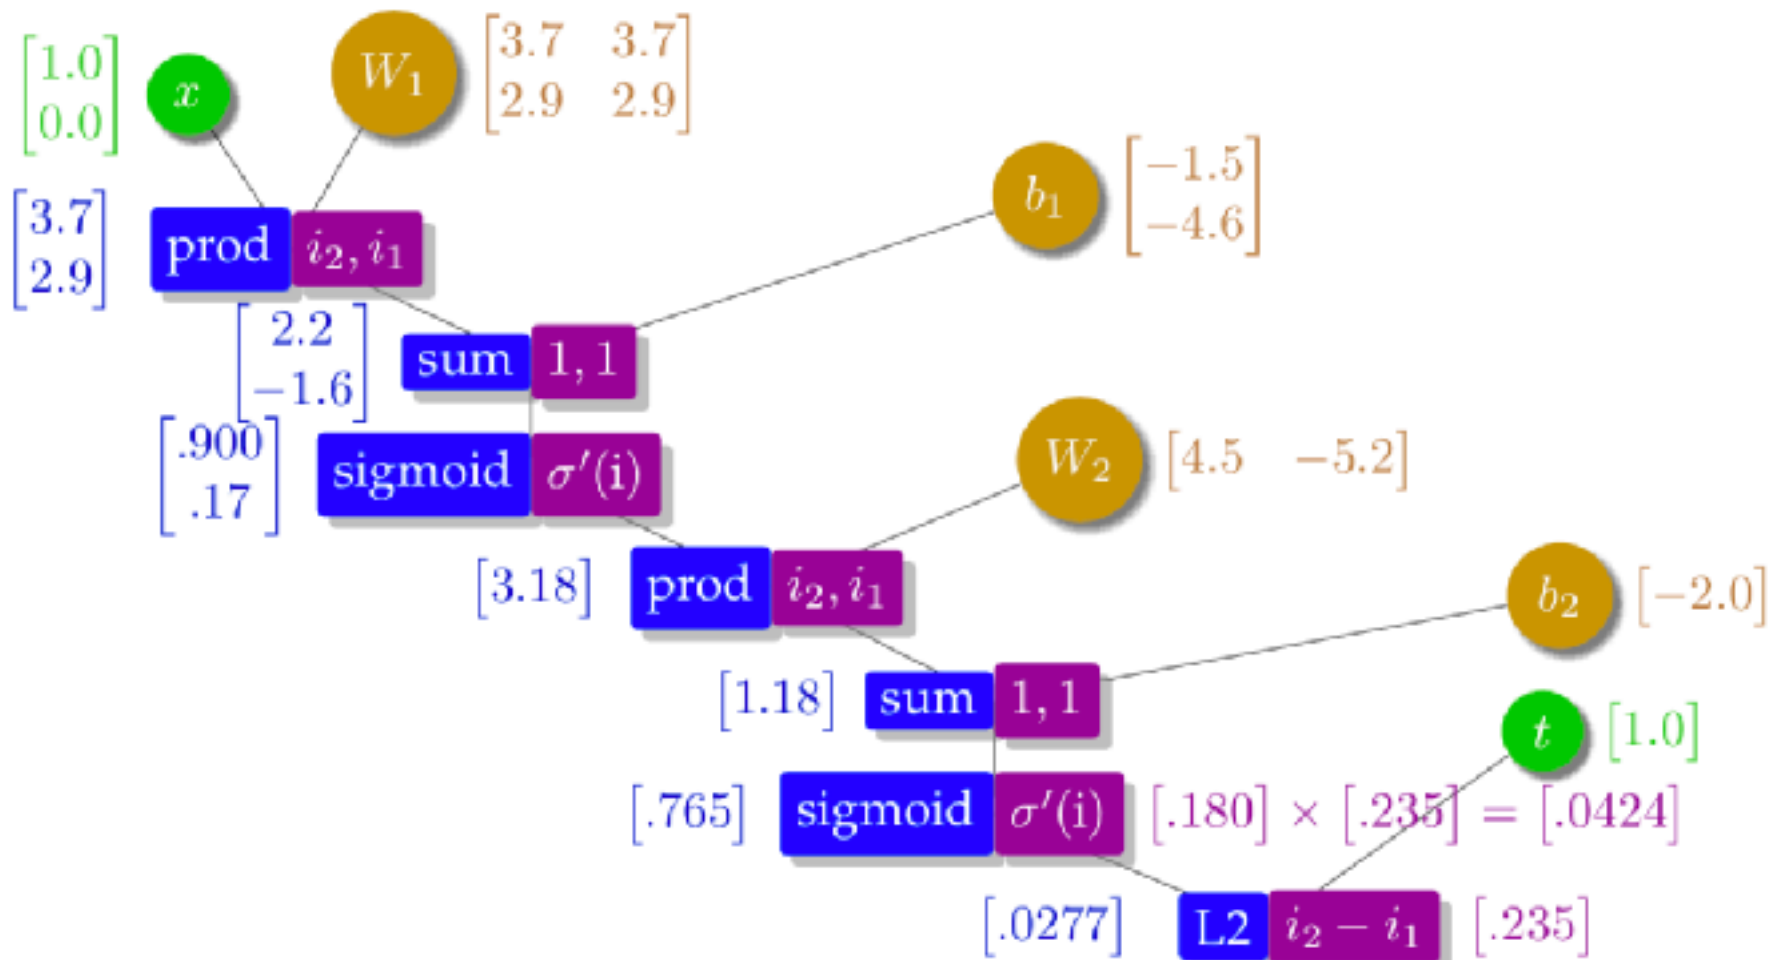 [1.0 0.0] x W₁ [3.7 3.7 2.9 2.9]
[3.7 2.9] prod i₂, i₁
b₁ [−1.5 −4.6]
[2.2 −1.6] sum 1, 1
[.900 .17] sigmoid σ′(i)
W₂ [4.5 −5.2]
[3.18] prod i₂, i₁
b₂ [−2.0]
[1.18] sum 1, 1
t [1.0]
[.765] sigmoid σ′(i) [.180] × [.235] = [.0424]
[.0277] L2 i₂ − i₁ [.235]